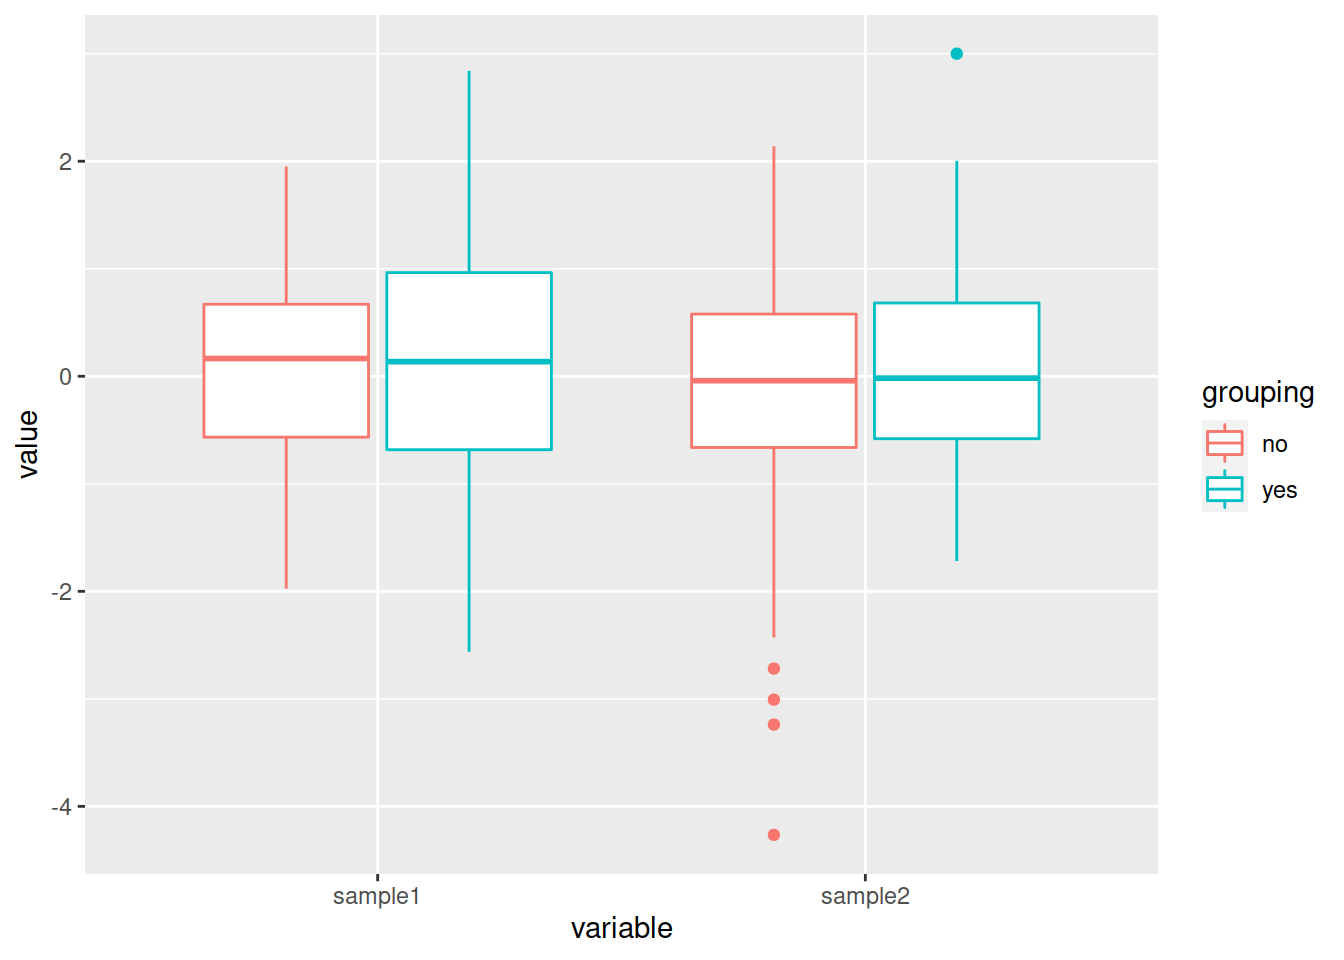 value
2
0
-2
-4
sample1
sample2
variable
grouping
no
yes